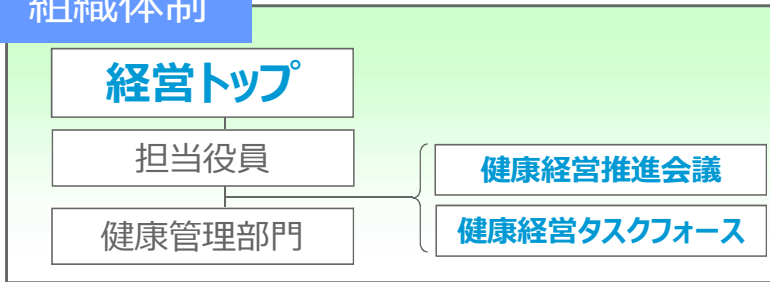 組織体制
経営トップ
担当役員
健康管理部門
健康経営推進会議
健康経営タスクフォース